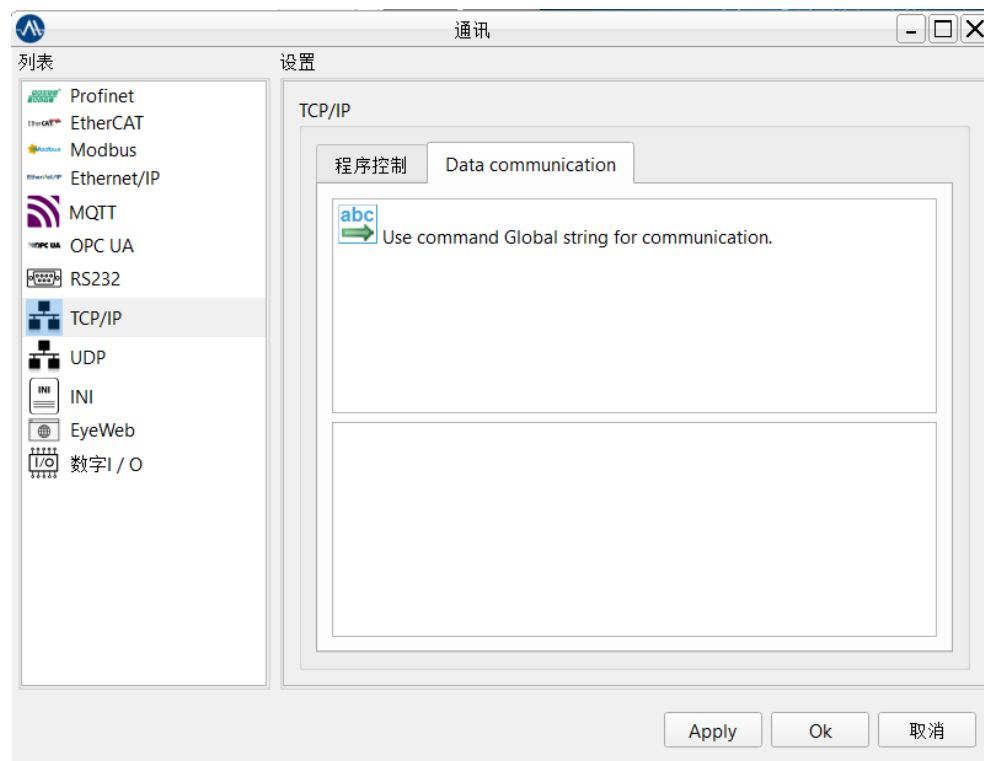 通讯
列表
设置
Profinet
EtherCAT
Modbus
Ethernet/IP
MQTT
OPC UA
RS232
TCP/IP
UDP
INI
INI
EyeWeb
I/O
数字I / O
TCP/IP
程序控制
Data communication
abc
Use command Global string for communication.
Apply
Ok
取消